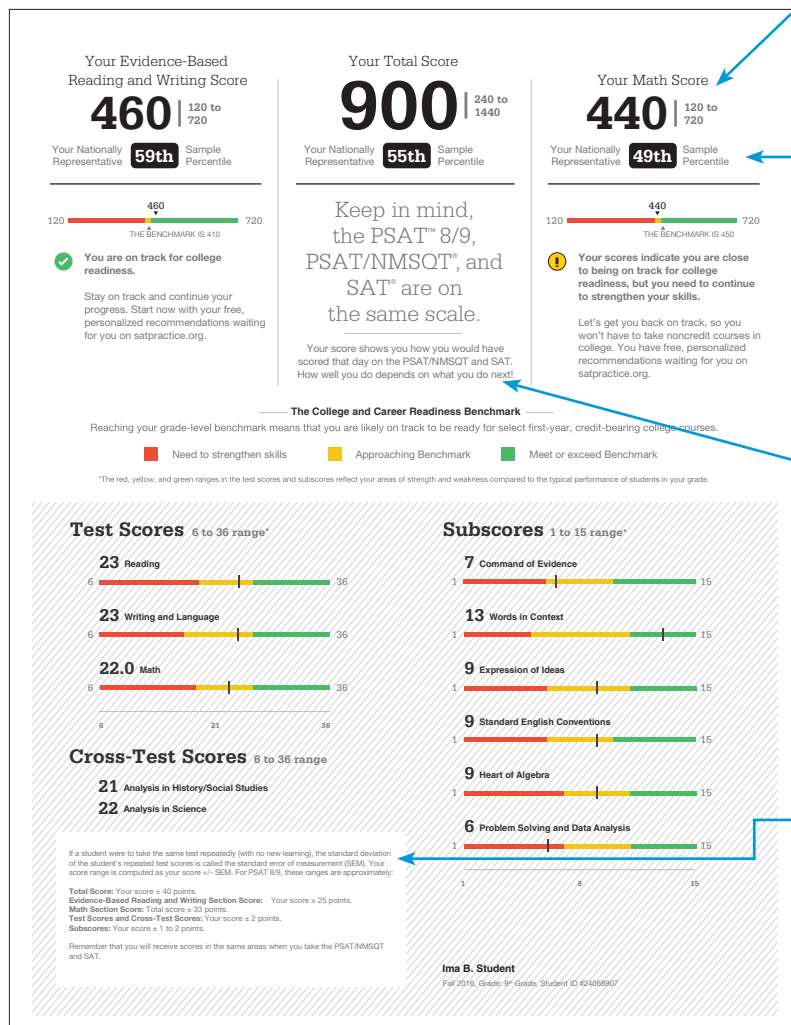 Your Evidence-Based
Reading and Writing Score
460 | 120 to
720
Your Nationally
Representative
59th
Sample
Percentile
460
120
720
THE BENCHMARK IS 410
You are on track for college
readiness.
Stay on track and continue your
progress. Start now with your free,
personalized recommendations waiting
for you on satpractice.org.
Your Total Score
900 | 240 to
1440
Your Nationally
Representative
55th
Sample
Percentile
Keep in mind,
the PSAT™ 8/9,
PSAT/NMSQT®, and
SAT® are on
the same scale.
Your score shows you how you would have
scored that day on the PSAT/NMSQT and SAT.
How well you do depends on what you do next!
Your Math Score
440 | 120 to
720
Your Nationally
Representative
49th
Sample
Percentile
440
120
720
THE BENCHMARK IS 450
Your scores indicate you are close
to being on track for college
readiness, but you need to continue
to strengthen your skills.
Let's get you back on track, so you
won't have to take noncredit courses in
college. You have free, personalized
recommendations waiting for you on
satpractice.org.
The College and Career Readiness Benchmark
Reaching your grade-level benchmark means that you are likely on track to be ready for select first-year, credit-bearing college courses.
Need to strengthen skills
Approaching Benchmark
Meet or exceed Benchmark
*The red, yellow, and green ranges in the test scores and subscores reflect your areas of strength and weakness compared to the typical performance of students in your grade.
Test Scores 6 to 36 range*
23 Reading
6
36
23 Writing and Language
6
36
22.0 Math
6
36
6
21
36
Cross-Test Scores 6 to 36 range
21 Analysis in History/Social Studies
22 Analysis in Science
If a student were to take the same test repeatedly (with no new learning), the standard deviation
of the student's repeated test scores is called the standard error of measurement (SEM). Your
score range is computed as your score +/- SEM. For PSAT 8/9, these ranges are approximately:
Total Score: Your score ± 40 points.
Evidence-Based Reading and Writing Section Score: Your score ± 25 points.
Math Section Score: Total score ± 33 points.
Test Scores and Cross-Test Scores: Your score ± 2 points.
Subscores: Your score ± 1 to 2 points.
Remember that you will receive scores in the same areas when you take the PSAT/NMSQT
and SAT.
Subscores 1 to 15 range*
7 Command of Evidence
1
15
13 Words in Context
1
15
9 Expression of Ideas
1
15
9 Standard English Conventions
1
15
9 Heart of Algebra
1
15
6 Problem Solving and Data Analysis
1
15
1
8
15
Ima B. Student
Fall 2016, Grade: 9th Grade, Student ID #24068907